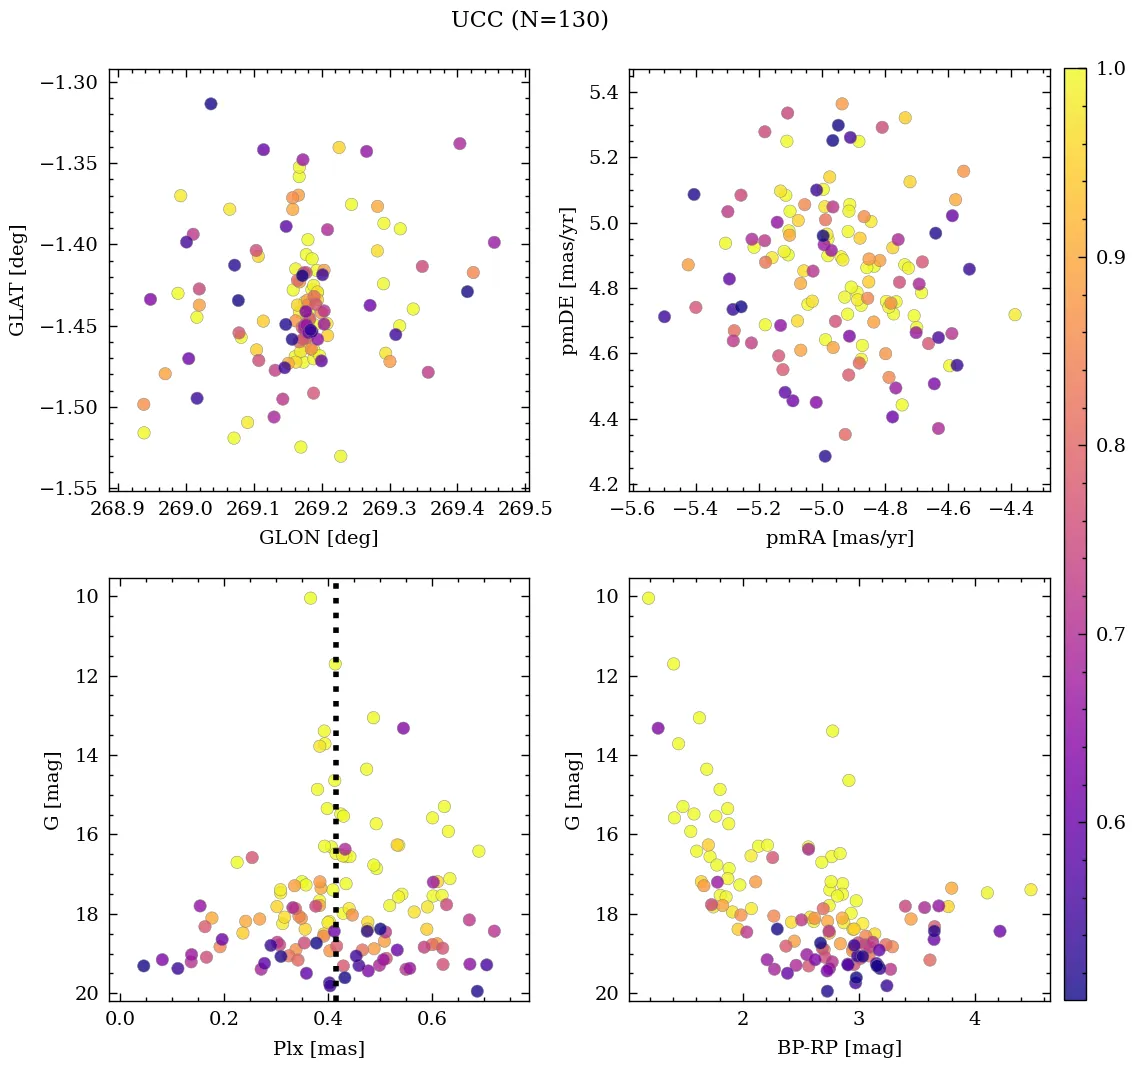 UCC (N=130)
−1.30
−1.35
−1.40
−1.45
−1.50
−1.55
GLAT [deg]
268.9 269.0 269.1 269.2 269.3 269.4 269.5
GLON [deg]
5.4
5.2
5.0
4.8
4.6
4.4
4.2
pmDE [mas/yr]
−5.6 −5.4 −5.2 −5.0 −4.8 −4.6 −4.4
pmRA [mas/yr]
1.0
0.9
0.8
0.7
0.6
10
12
14
16
18
20
G [mag]
0.0 0.2 0.4 0.6
Plx [mas]
10
12
14
16
18
20
G [mag]
2 3 4
BP-RP [mag]